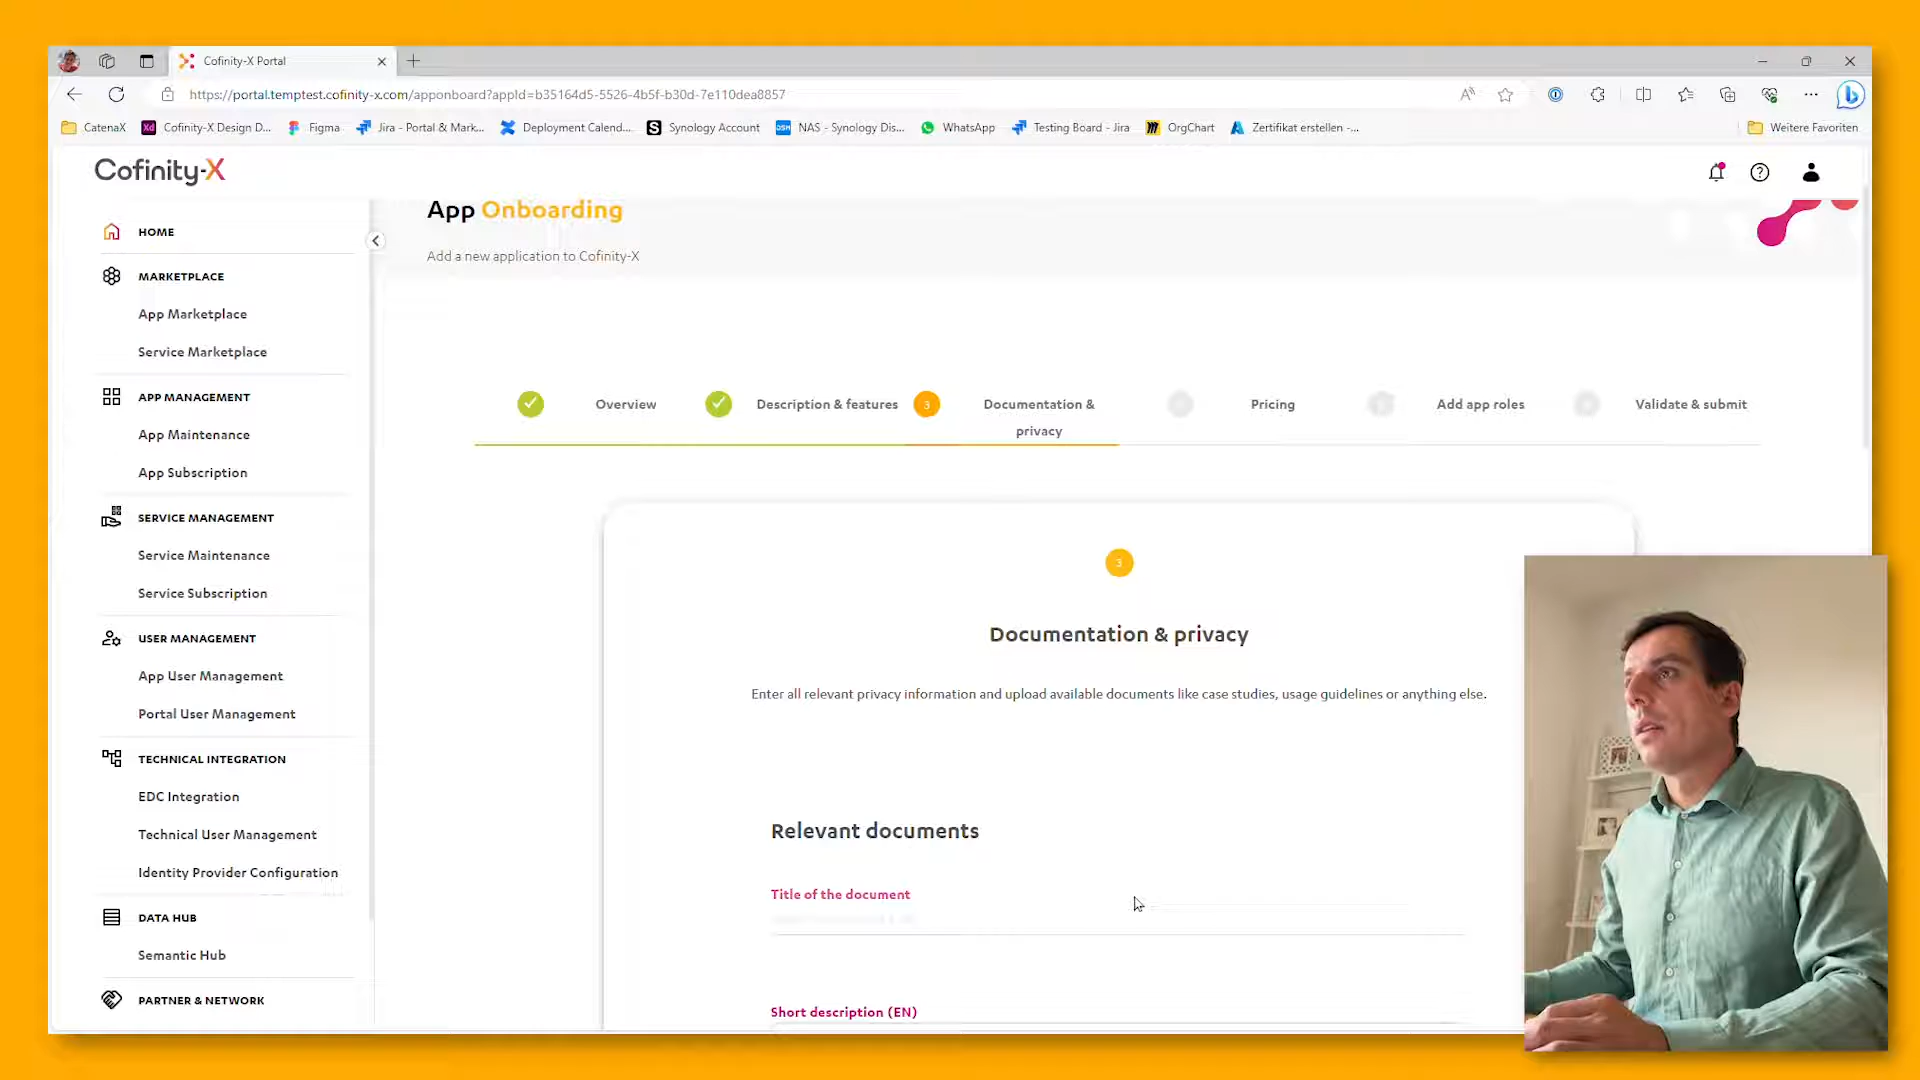 Cofinity-X Portal
https://portal.temptest.cofinity-x.com/apponboard?appId=b35164d5-5526-4b5f-b30d-7e110dea8857
CatenaX
Cofinity-X Design D...
Figma
Jira - Portal & Mark...
Deployment Calend...
Synology Account
NAS - Synology Dis...
WhatsApp
Testing Board - Jira
OrgChart
Zertifikat erstellen -...
Weitere Favoriten
Cofinity-X
HOME
MARKETPLACE
App Marketplace
Service Marketplace
APP MANAGEMENT
App Maintenance
App Subscription
SERVICE MANAGEMENT
Service Maintenance
Service Subscription
USER MANAGEMENT
App User Management
Portal User Management
TECHNICAL INTEGRATION
EDC Integration
Technical User Management
Identity Provider Configuration
DATA HUB
Semantic Hub
PARTNER & NETWORK
App Onboarding
Add a new application to Cofinity-X
Overview
Description & features
3
Documentation &
privacy
Pricing
Add app roles
Validate & submit
3
Documentation & privacy
Enter all relevant privacy information and upload available documents like case studies, usage guidelines or anything else.
Relevant documents
Title of the document
Short description (EN)